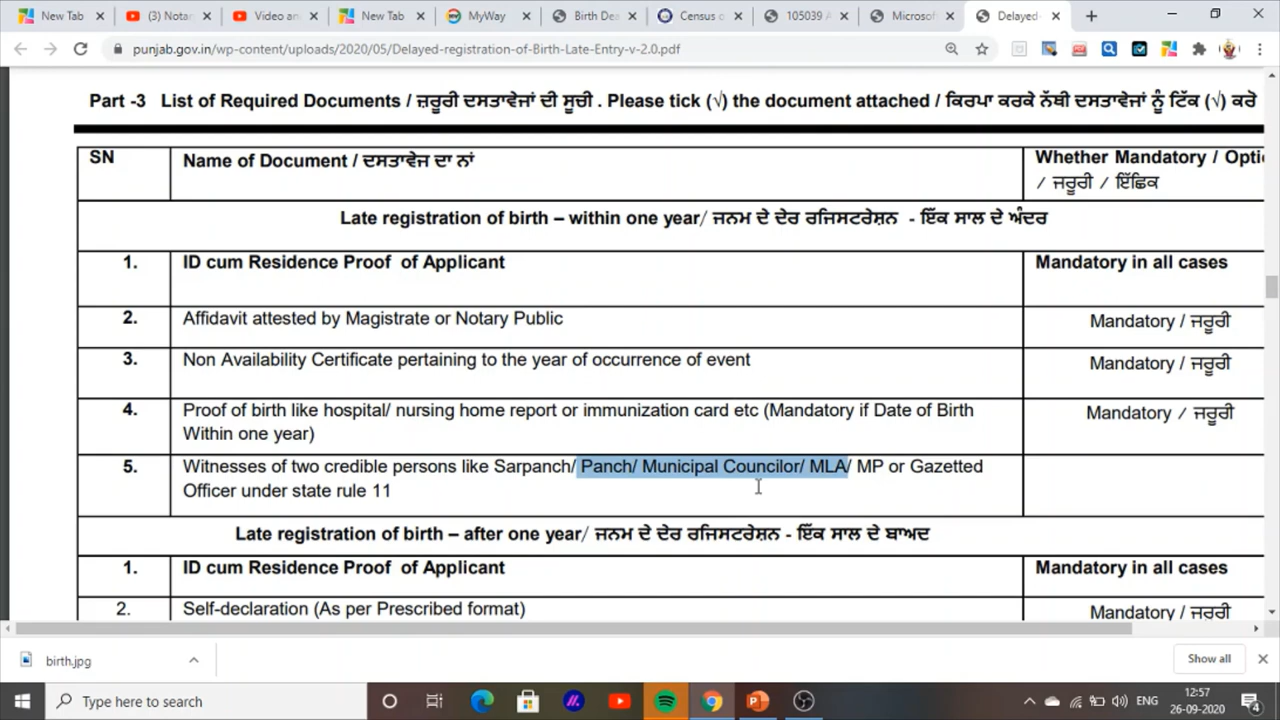 New Tab
(3) Notar
Video an
New Tab
MyWay
Birth Dea
Census o
105039 /
Microsof
Delayed-
punjab.gov.in/wp-content/uploads/2020/05/Delayed-registration-of-Birth-Late-Entry-v-2.0.pdf
Part -3 List of Required Documents / ਜ਼ਰੂਰੀ ਦਸਤਾਵੇਜਾਂ ਦੀ ਸੂਚੀ . Please tick (√) the document attached / ਕਿਰਪਾ ਕਰਕੇ ਨੱਥੀ ਦਸਤਾਵੇਜਾਂ ਨੂੰ ਟਿੱਕ (√) ਕਰੋ
SN Name of Document / ਦਸਤਾਵੇਜ ਦਾ ਨਾਂ Whether Mandatory / Optio
/ ਜਰੂਰੀ / ਇੱਛਿਕ
Late registration of birth – within one year/ ਜਨਮ ਦੇ ਦੇਰ ਰਜਿਸਟਰੇਸ਼ਨ - ਇੱਕ ਸਾਲ ਦੇ ਅੰਦਰ
1. ID cum Residence Proof of Applicant Mandatory in all cases
2. Affidavit attested by Magistrate or Notary Public Mandatory / ਜਰੂਰੀ
3. Non Availability Certificate pertaining to the year of occurrence of event Mandatory / ਜਰੂਰੀ
4. Proof of birth like hospital/ nursing home report or immunization card etc (Mandatory if Date of Birth Mandatory / ਜਰੂਰੀ
Within one year)
5. Witnesses of two credible persons like Sarpanch/ Panch/ Municipal Councilor/ MLA/ MP or Gazetted
Officer under state rule 11
Late registration of birth – after one year/ ਜਨਮ ਦੇ ਦੇਰ ਰਜਿਸਟਰੇਸ਼ਨ - ਇੱਕ ਸਾਲ ਦੇ ਬਾਅਦ
1. ID cum Residence Proof of Applicant Mandatory in all cases
2. Self-declaration (As per Prescribed format) Mandatory / ਜਰੂਰੀ
birth.jpg
Show all
Type here to search
ENG
12:57
26-09-2020
4